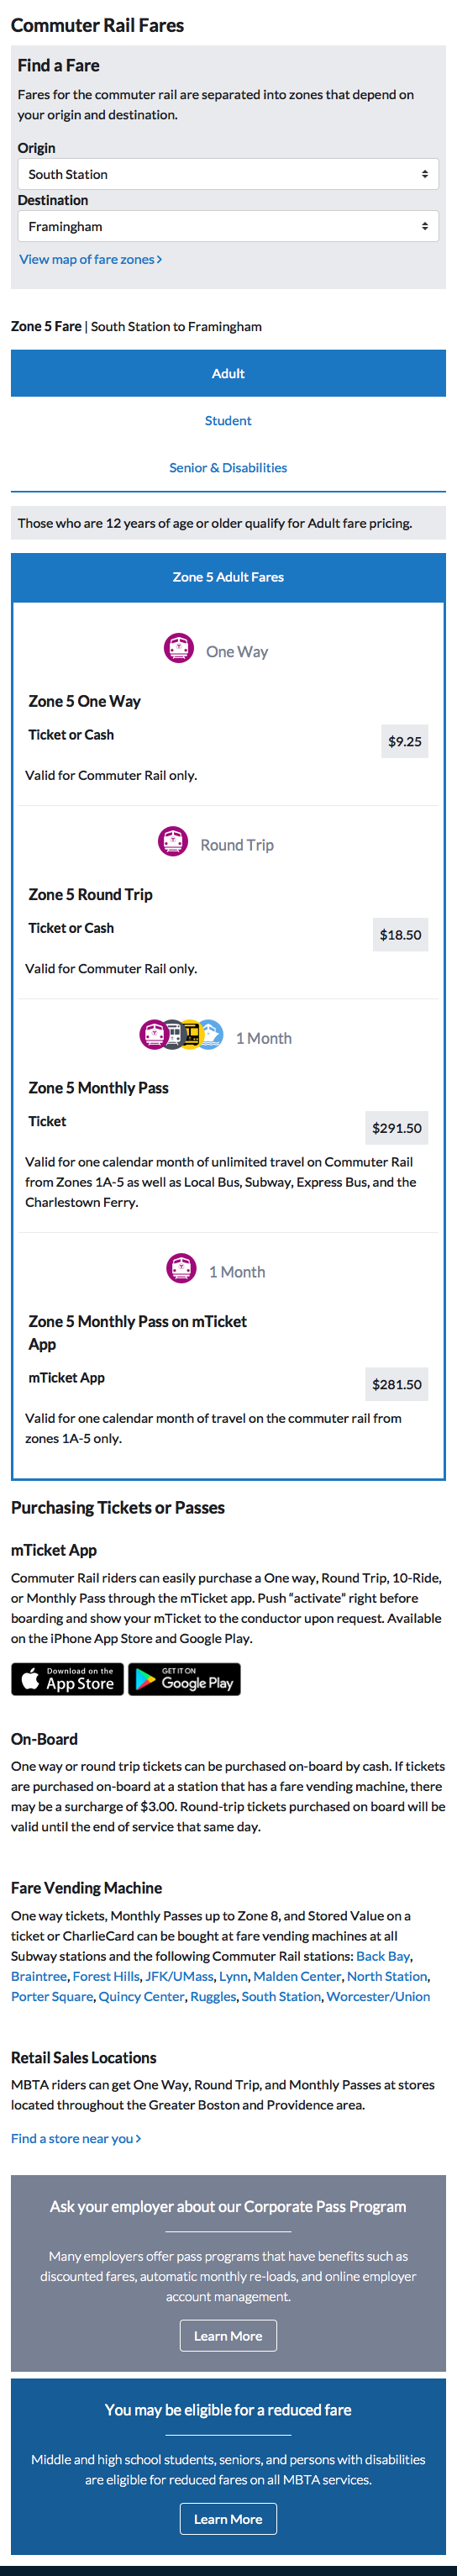 Commuter Rail Fares
Find a Fare
Fares for the commuter rail are separated into zones that depend on
your origin and destination.
Origin
South Station
Destination
Framingham
View map of fare zones
Zone 5 Fare | South Station to Framingham
Adult
Student
Senior & Disabilities
Those who are 12 years of age or older qualify for Adult fare pricing.
Zone 5 Adult Fares
One Way
Zone 5 One Way
Ticket or Cash
$9.25
Valid for Commuter Rail only.
Round Trip
Zone 5 Round Trip
Ticket or Cash
$18.50
Valid for Commuter Rail only.
1 Month
Zone 5 Monthly Pass
Ticket
$291.50
Valid for one calendar month of unlimited travel on Commuter Rail
from Zones 1A-5 as well as Local Bus, Subway, Express Bus, and the
Charlestown Ferry.
1 Month
Zone 5 Monthly Pass on mTicket
App
mTicket App
$281.50
Valid for one calendar month of travel on the commuter rail from
zones 1A-5 only.
Purchasing Tickets or Passes
mTicket App
Commuter Rail riders can easily purchase a One way, Round Trip, 10-Ride,
or Monthly Pass through the mTicket app. Push “activate” right before
boarding and show your mTicket to the conductor upon request. Available
on the iPhone App Store and Google Play.
Download on the
App Store
GET IT ON
Google Play
On-Board
One way or round trip tickets can be purchased on-board by cash. If tickets
are purchased on-board at a station that has a fare vending machine, there
may be a surcharge of $3.00. Round-trip tickets purchased on board will be
valid until the end of service that same day.
Fare Vending Machine
One way tickets, Monthly Passes up to Zone 8, and Stored Value on a
ticket or CharlieCard can be bought at fare vending machines at all
Subway stations and the following Commuter Rail stations: Back Bay,
Braintree, Forest Hills, JFK/UMass, Lynn, Malden Center, North Station,
Porter Square, Quincy Center, Ruggles, South Station, Worcester/Union
Retail Sales Locations
MBTA riders can get One Way, Round Trip, and Monthly Passes at stores
located throughout the Greater Boston and Providence area.
Find a store near you
Ask your employer about our Corporate Pass Program
Many employers offer pass programs that have benefits such as
discounted fares, automatic monthly re-loads, and online employer
account management.
Learn More
You may be eligible for a reduced fare
Middle and high school students, seniors, and persons with disabilities
are eligible for reduced fares on all MBTA services.
Learn More